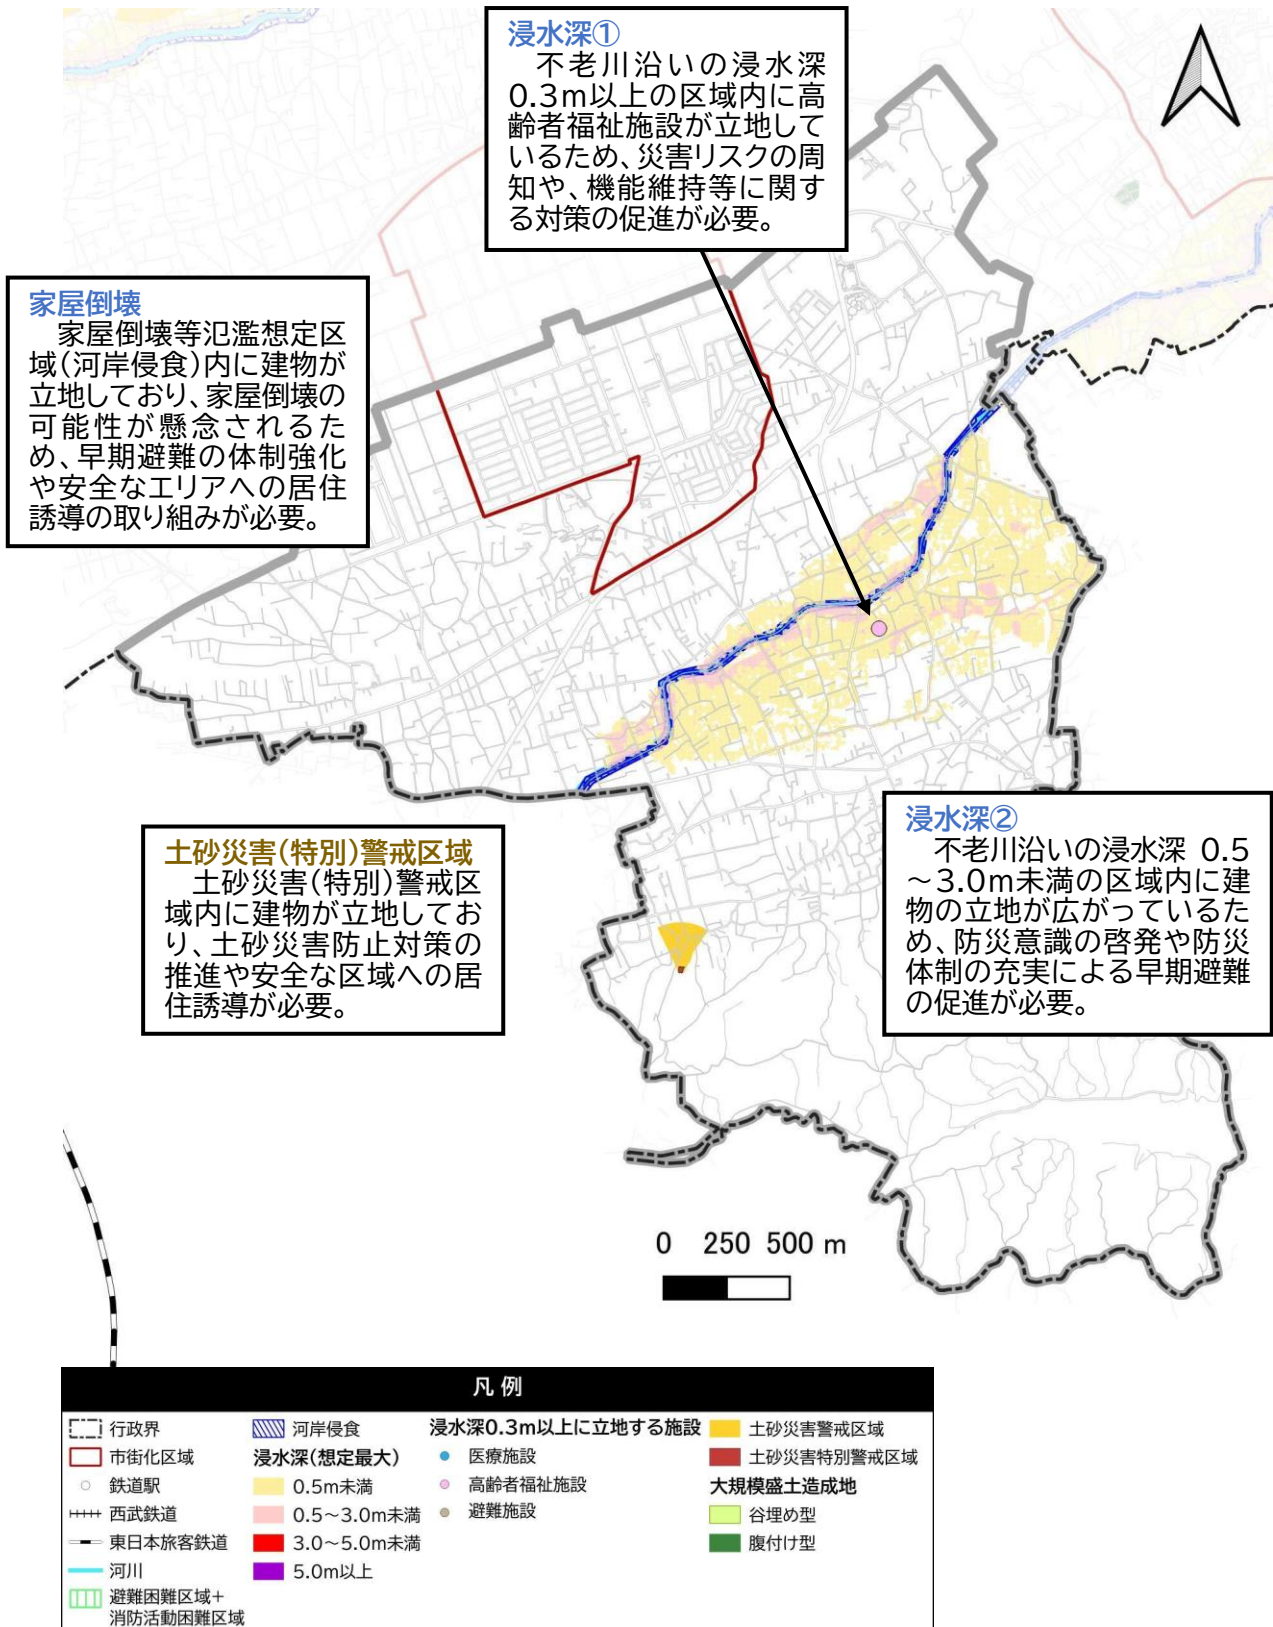 浸水深①
不老川沿いの浸水深
0.3m以上の区域内に高
齢者福祉施設が立地して
いるため、災害リスクの周
知や、機能維持等に関す
る対策の促進が必要。
家屋倒壊
家屋倒壊等氾濫想定区
域(河岸侵食)内に建物が
立地しており、家屋倒壊の
可能性が懸念されるた
め、早期避難の体制強化
や安全なエリアへの居住
誘導の取り組みが必要。
土砂災害(特別)警戒区域
土砂災害(特別)警戒区
域内に建物が立地してお
り、土砂災害防止対策の
推進や安全な区域への居
住誘導が必要。
浸水深②
不老川沿いの浸水深 0.5
～3.0m未満の区域内に建
物の立地が広がっているた
め、防災意識の啓発や防災
体制の充実による早期避難
の促進が必要。
0 250 500 m
凡例
行政界
市街化区域
鉄道駅
西武鉄道
東日本旅客鉄道
河川
避難困難区域+
消防活動困難区域
河岸侵食
浸水深(想定最大)
0.5m未満
0.5～3.0m未満
3.0～5.0m未満
5.0m以上
浸水深0.3m以上に立地する施設
医療施設
高齢者福祉施設
避難施設
土砂災害警戒区域
土砂災害特別警戒区域
大規模盛土造成地
谷埋め型
腹付け型